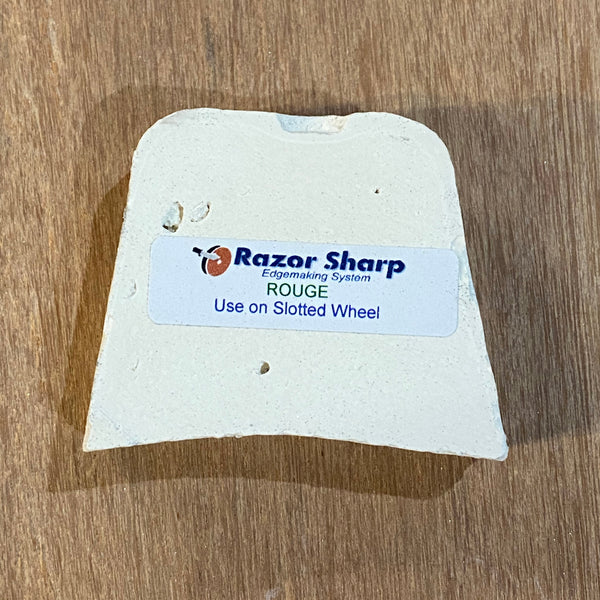 Razor Sharp
Edgemaking System
ROUGE
Use on Slotted Wheel